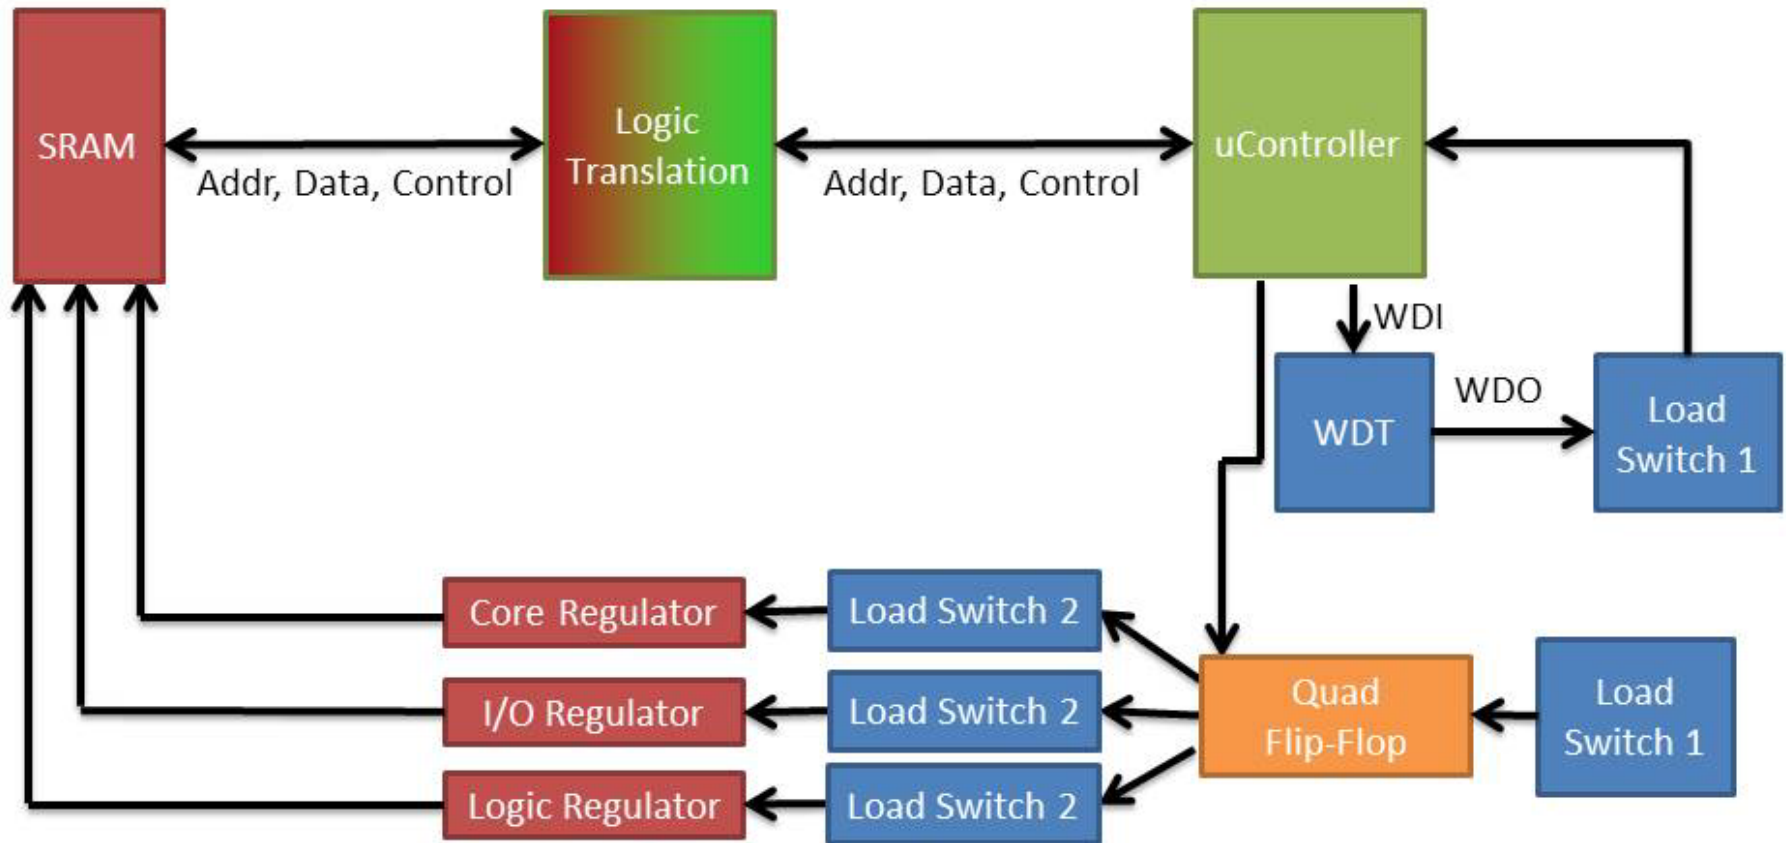 SRAM
Addr, Data, Control
Logic
Translation
Addr, Data, Control
uController
WDI
WDT
WDO
Load
Switch 1
Core Regulator
Load Switch 2
I/O Regulator
Load Switch 2
Logic Regulator
Load Switch 2
Quad
Flip-Flop
Load
Switch 1